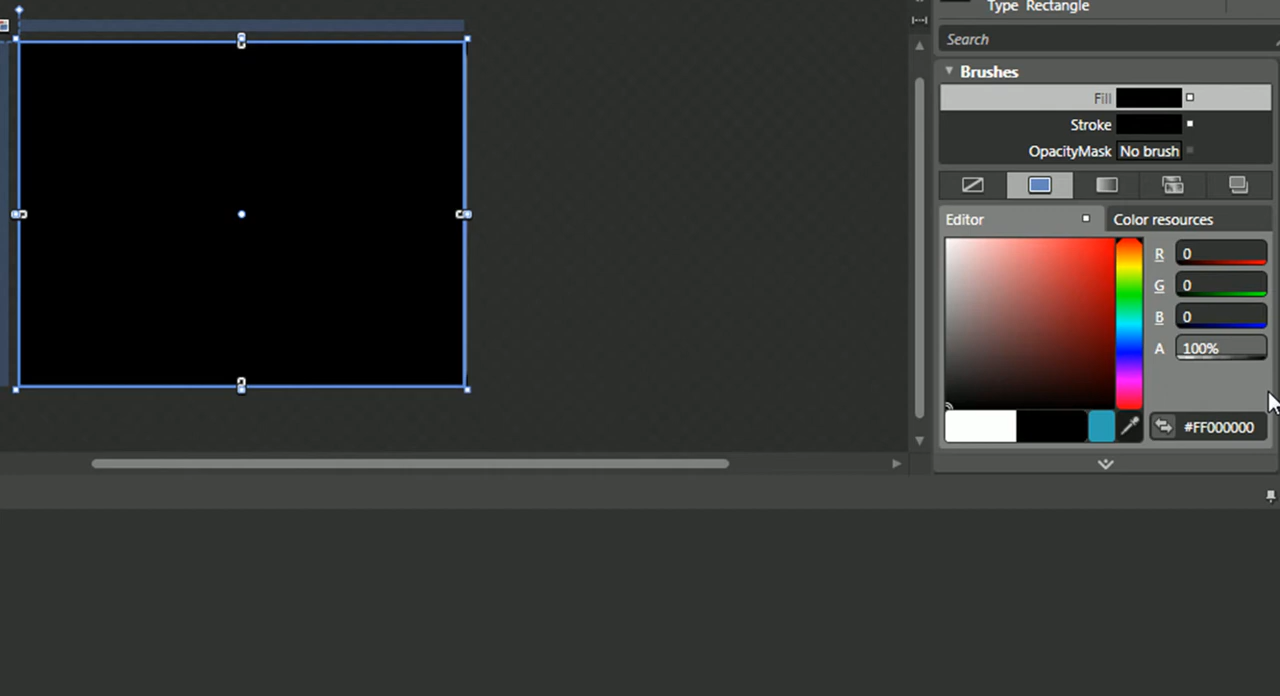 Type Rectangle
Search
Brushes
Fill
Stroke
OpacityMask No brush
Editor Color resources
R 0
G 0
B 0
A 100%
#FF000000